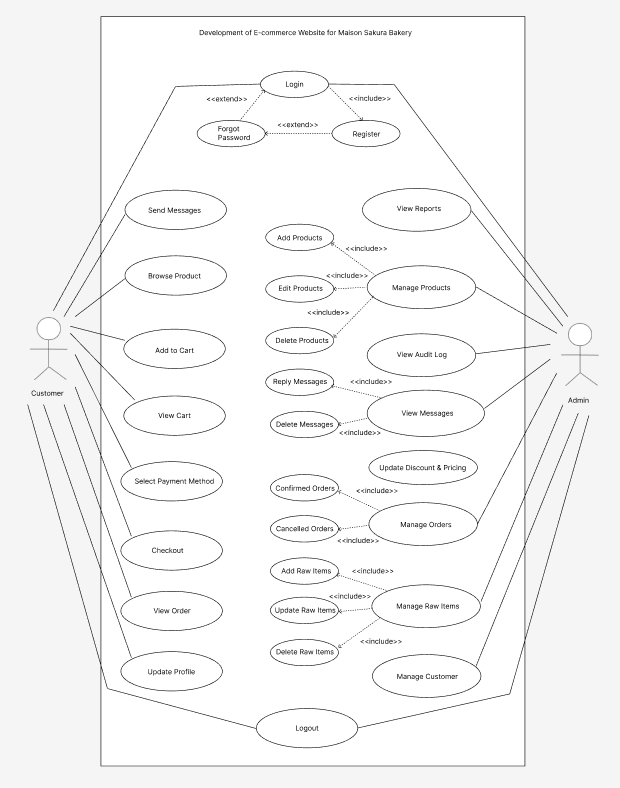 Development of E-commerce Website for Maison Sakura Bakery
Login
<<extend>>
<<include>>
Forgot
Password
<<extend>>
Register
Send Messages
View Reports
Add Products
<<include>>
Browse Product
<<include>>
Edit Products
Manage Products
<<include>>
Delete Products
Add to Cart
View Audit Log
Reply Messages
<<include>>
Customer
Admin
View Cart
View Messages
Delete Messages
<<include>>
Update Discount & Pricing
Select Payment Method
Confirmed Orders
<<include>>
Cancelled Orders
Manage Orders
<<include>>
Checkout
Add Raw Items
<<include>>
<<include>>
View Order
Update Raw Items
Manage Raw Items
<<include>>
Delete Raw Items
Update Profile
Manage Customer
Logout